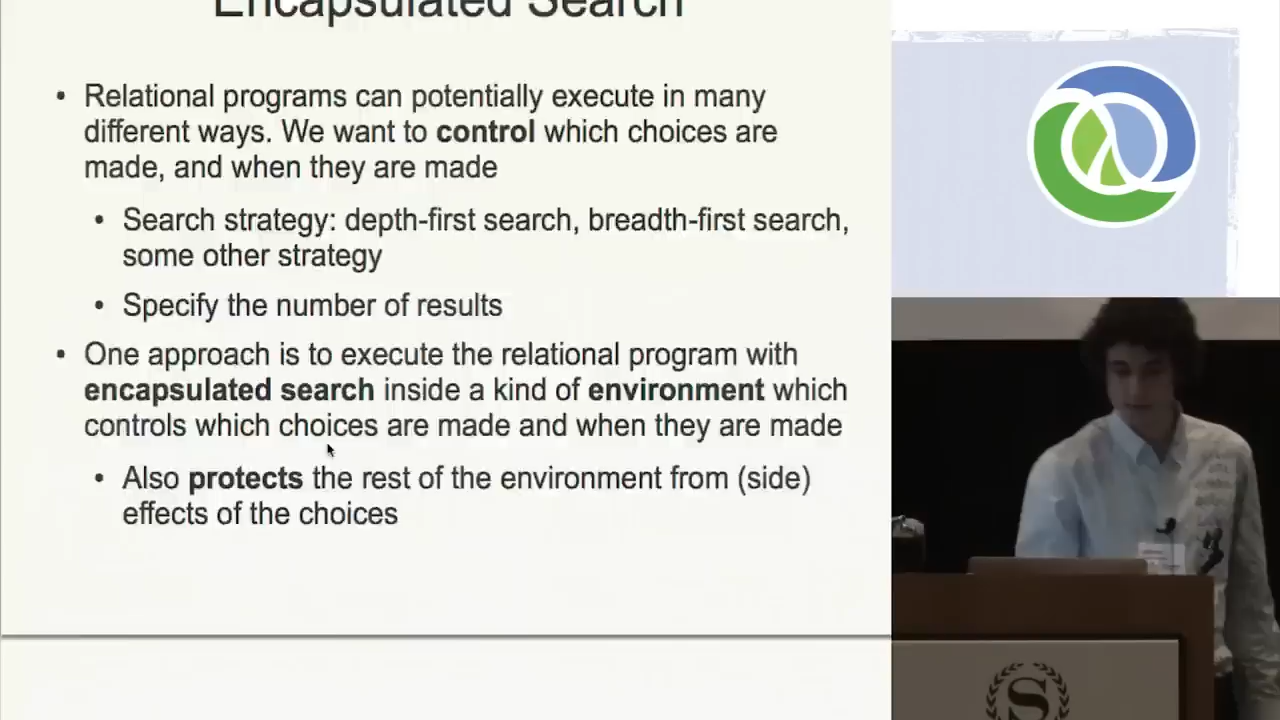 Encapsulated Search
• Relational programs can potentially execute in many
different ways. We want to control which choices are
made, and when they are made
• Search strategy: depth-first search, breadth-first search,
some other strategy
• Specify the number of results
• One approach is to execute the relational program with
encapsulated search inside a kind of environment which
controls which choices are made and when they are made
• Also protects the rest of the environment from (side)
effects of the choices
S